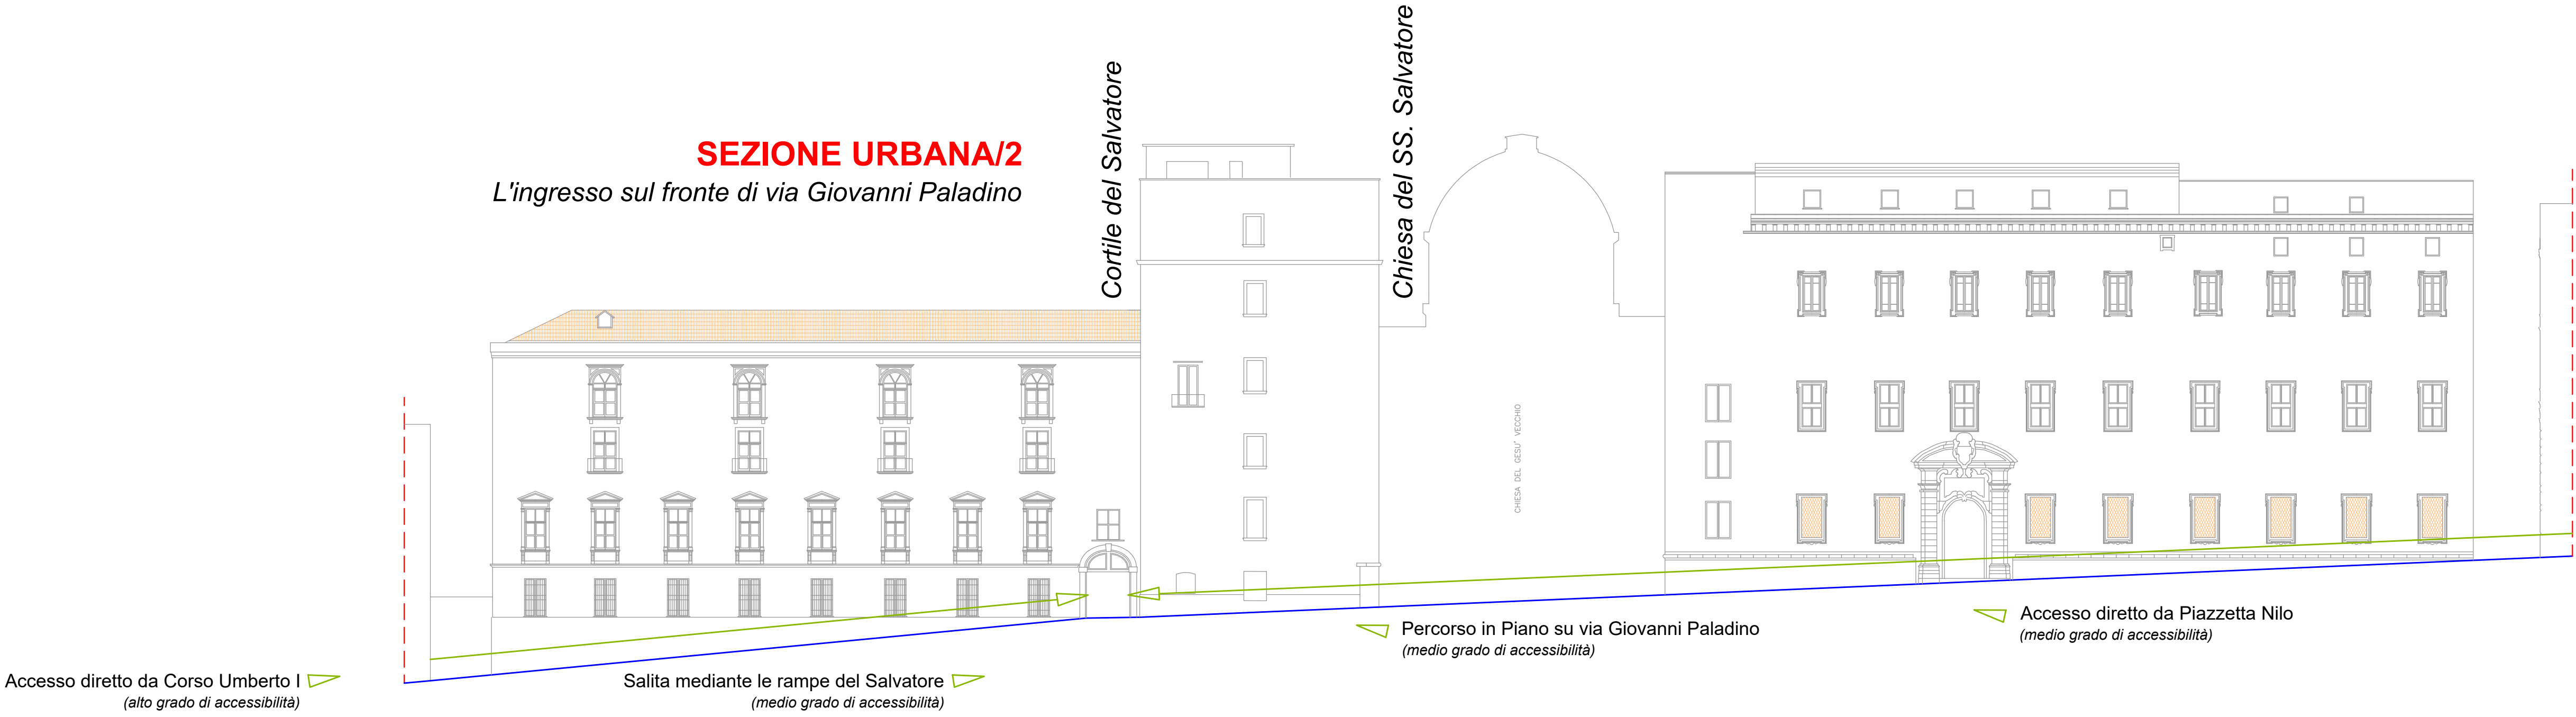 SEZIONE URBANA/2
L'ingresso sul fronte di via Giovanni Paladino
Cortile del Salvatore
Chiesa del SS. Salvatore
CHIESA DEL GESU' VECCHIO
Accesso diretto da Corso Umberto I
(alto grado di accessibilità)
Salita mediante le rampe del Salvatore
(medio grado di accessibilità)
Percorso in Piano su via Giovanni Paladino
(medio grado di accessibilità)
Accesso diretto da Piazzetta Nilo
(medio grado di accessibilità)